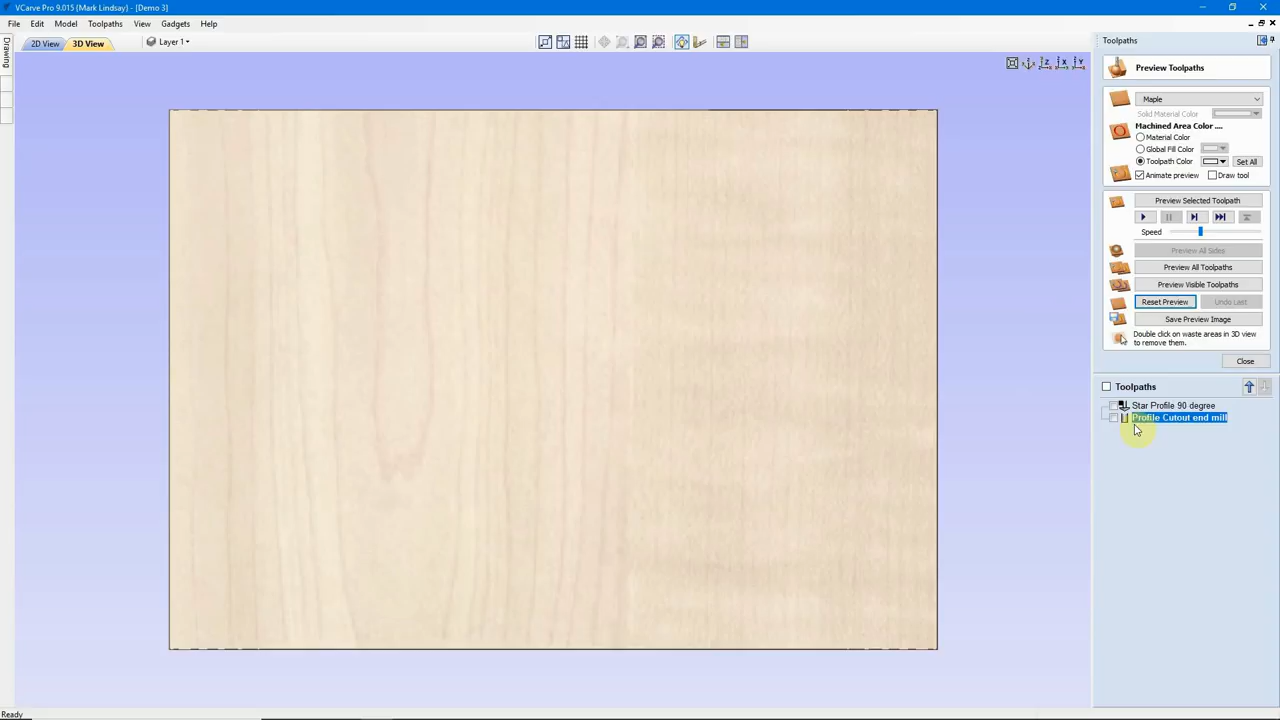 VCarve Pro 9.015 {Mark Lindsay} - [Demo 3]
File Edit Model Toolpaths View Gadgets Help
2D View 3D View Layer 1
Drawing
Toolpaths
Preview Toolpaths
Maple
Solid Material Color
Machined Area Color ....
Material Color
Global Fill Color
Toolpath Color Set All
Animate preview Draw tool
Preview Selected Toolpath
Speed
Preview All Sides
Preview All Toolpaths
Preview Visible Toolpaths
Reset Preview Undo Last
Save Preview Image
Double click on waste areas in 3D view
to remove them.
Close
Toolpaths
Star Profile 90 degree
Profile Cutout end mill
Z X Y
Ready